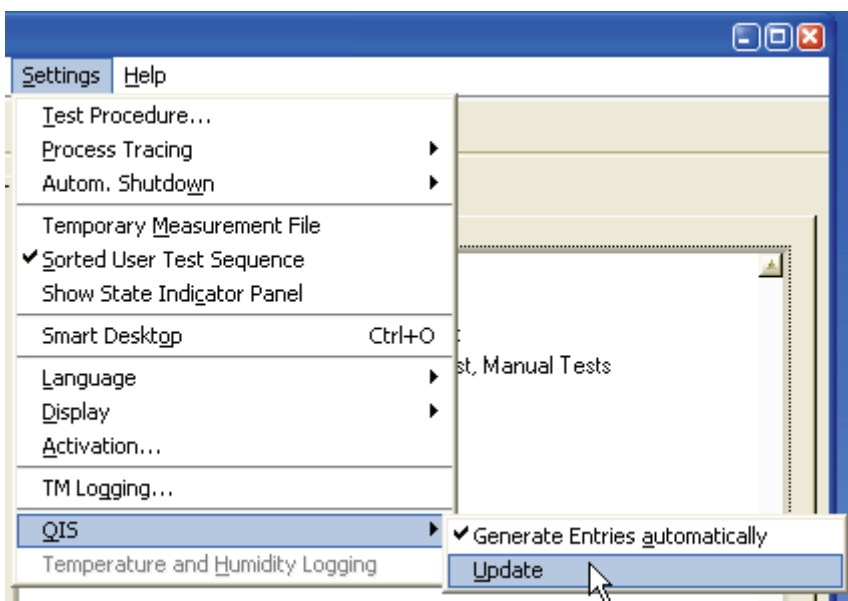 Settings Help
Test Procedure...
Process Tracing
Autom. Shutdown
Temporary Measurement File
Sorted User Test Sequence
Show State Indicator Panel
Smart Desktop Ctrl+O
st, Manual Tests
Language
Display
Activation...
TM Logging...
QIS
Generate Entries automatically
Update
Temperature and Humidity Logging